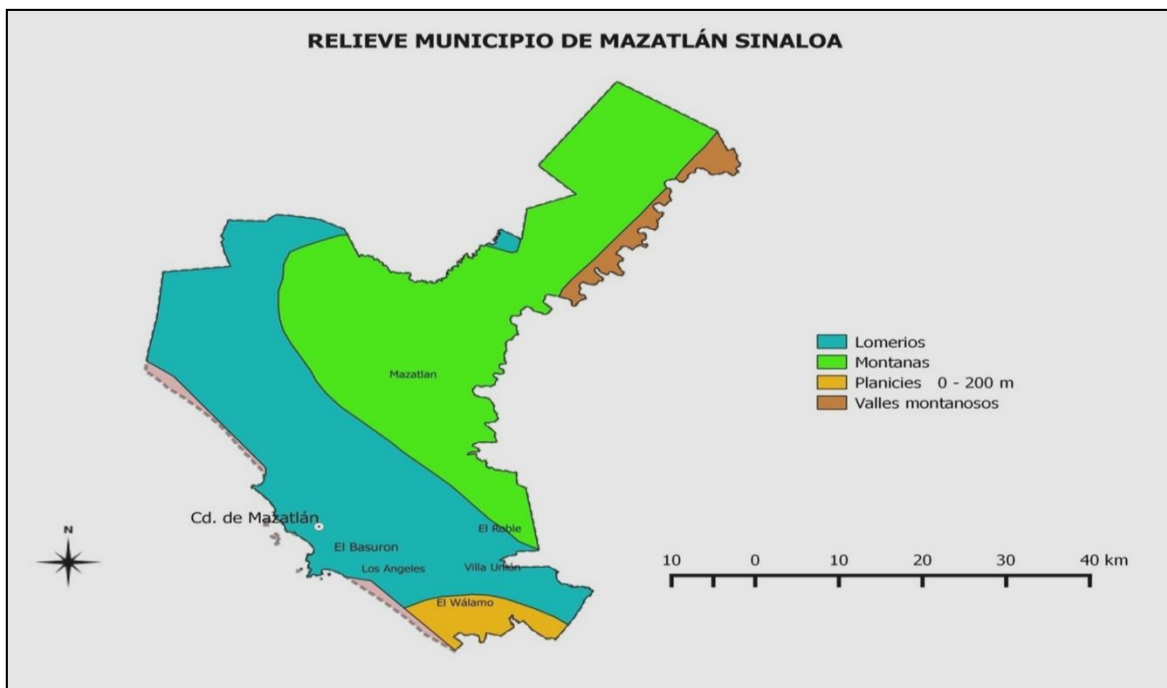 RELIEVE MUNICIPIO DE MAZATLÁN SINALOA
Lomerios
Montanas
Planicies 0 - 200 m
Valles montanosos
Mazatlan
Cd. de Mazatlán
El Roble
El Basuron
Los Angeles
Villa Unión
El Wálamo
N
10 0 10 20 30 40 km